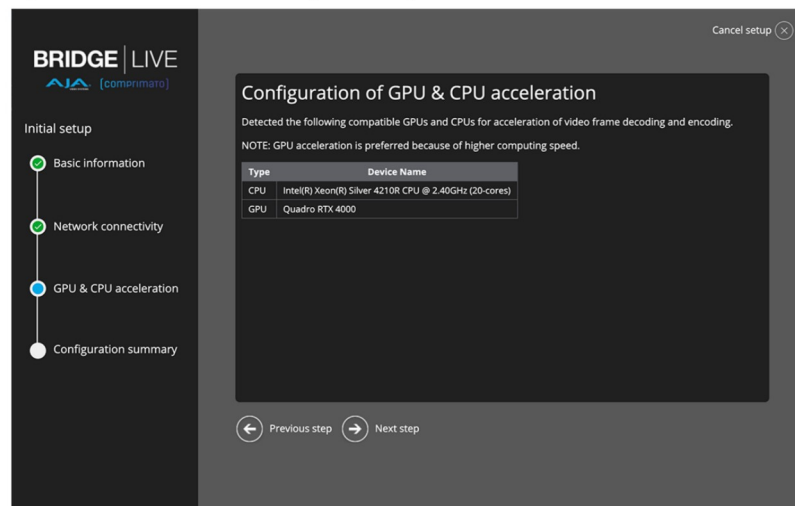 Cancel setup
BRIDGE LIVE
AJA [comprimato]
Initial setup
Basic information
Network connectivity
GPU & CPU acceleration
Configuration summary
Configuration of GPU & CPU acceleration
Detected the following compatible GPUs and CPUs for acceleration of video frame decoding and encoding.
NOTE: GPU acceleration is preferred because of higher computing speed.
Type Device Name
CPU Intel(R) Xeon(R) Silver 4210R CPU @ 2.40GHz (20-cores)
GPU Quadro RTX 4000
Previous step Next step